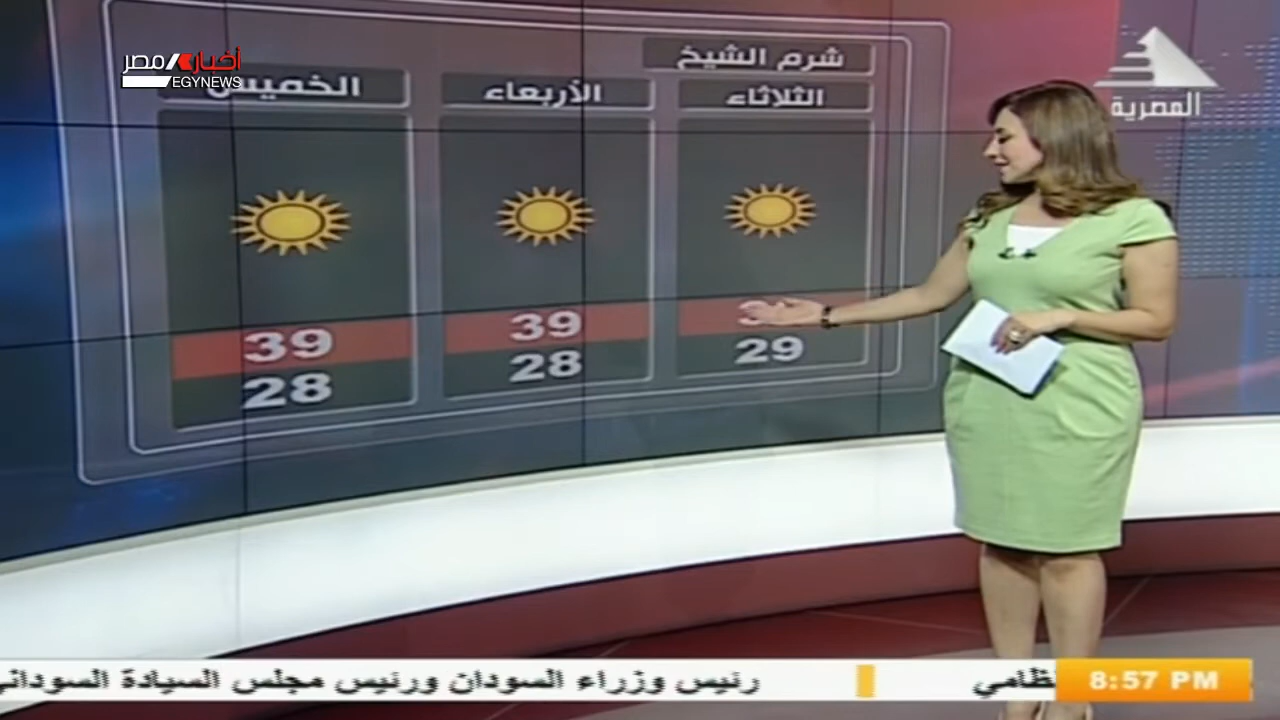 أخبار مصر
EGYNEWS
المصرية
شرم الشيخ
الثلاثاء
الأربعاء
الخميس
29
39
28
39
28
نظامي
رئيس وزراء السودان ورئيس مجلس السيادة السوداني
8:57 PM